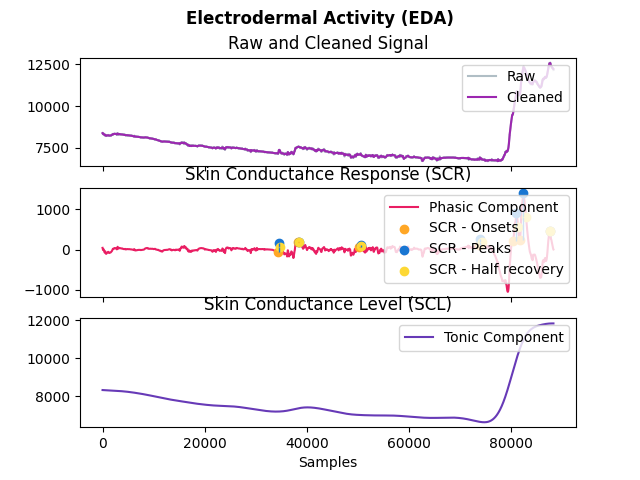 Electrodermal Activity (EDA)
Raw and Cleaned Signal
12500
10000
7500
Raw
Cleaned
Skin Conductance Response (SCR)
1000
0
−1000
Phasic Component
SCR - Onsets
SCR - Peaks
SCR - Half recovery
Skin Conductance Level (SCL)
12000
10000
8000
Tonic Component
0
20000
40000
60000
80000
Samples